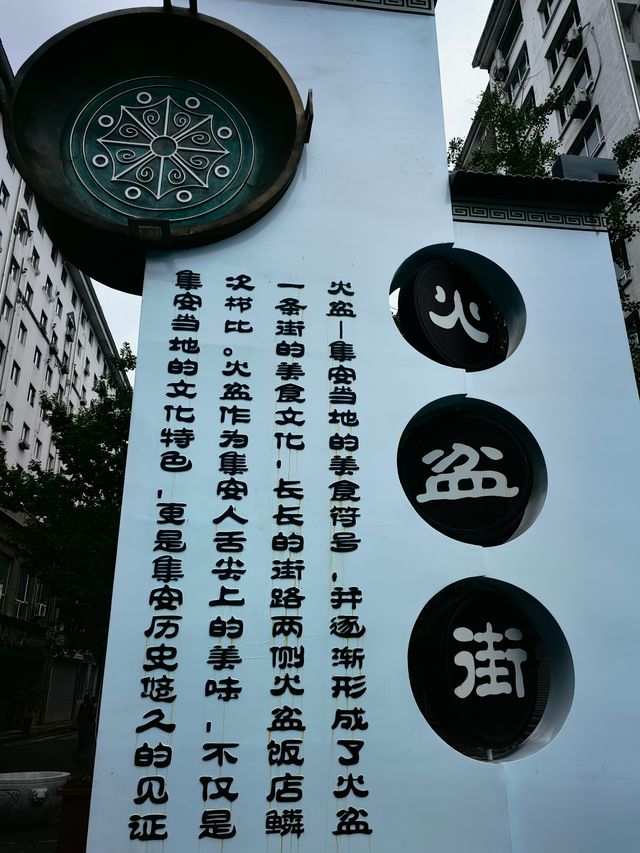 火盆街
火盆—集安当地的美食符号，并逐渐形成了火盆
一条街的美食文化，长长的街路两侧火盆饭店鳞
次栉比。火盆作为集安人舌尖上的美味，不仅是
集安当地的文化特色，更是集安历史悠久的见证